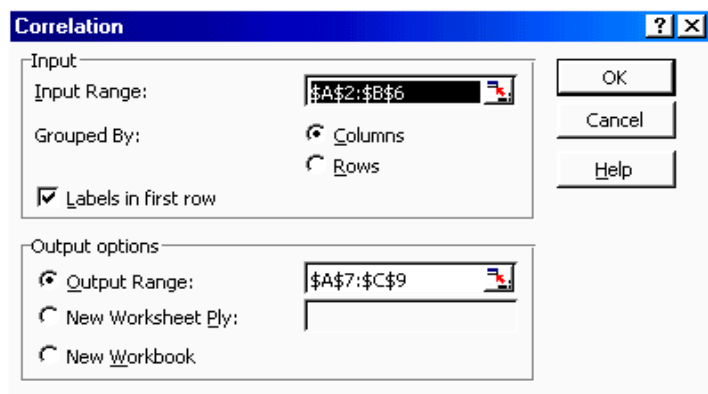 Correlation
Input
Input Range: $A$2:$B$6
Grouped By: Columns
Rows
Labels in first row
OK
Cancel
Help
Output options
Output Range: $A$7:$C$9
New Worksheet Ply:
New Workbook